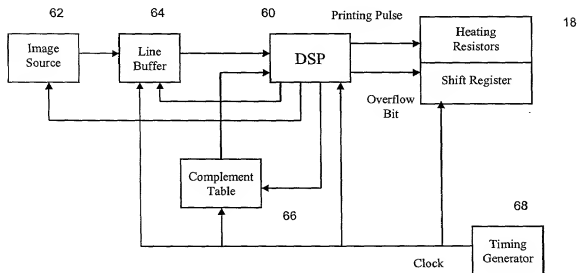 62
64
60
Printing Pulse
18
Image
Source
Line
Buffer
DSP
Heating
Resistors
Shift Register
Overflow
Bit
Complement
Table
66
68
Timing
Generator
Clock